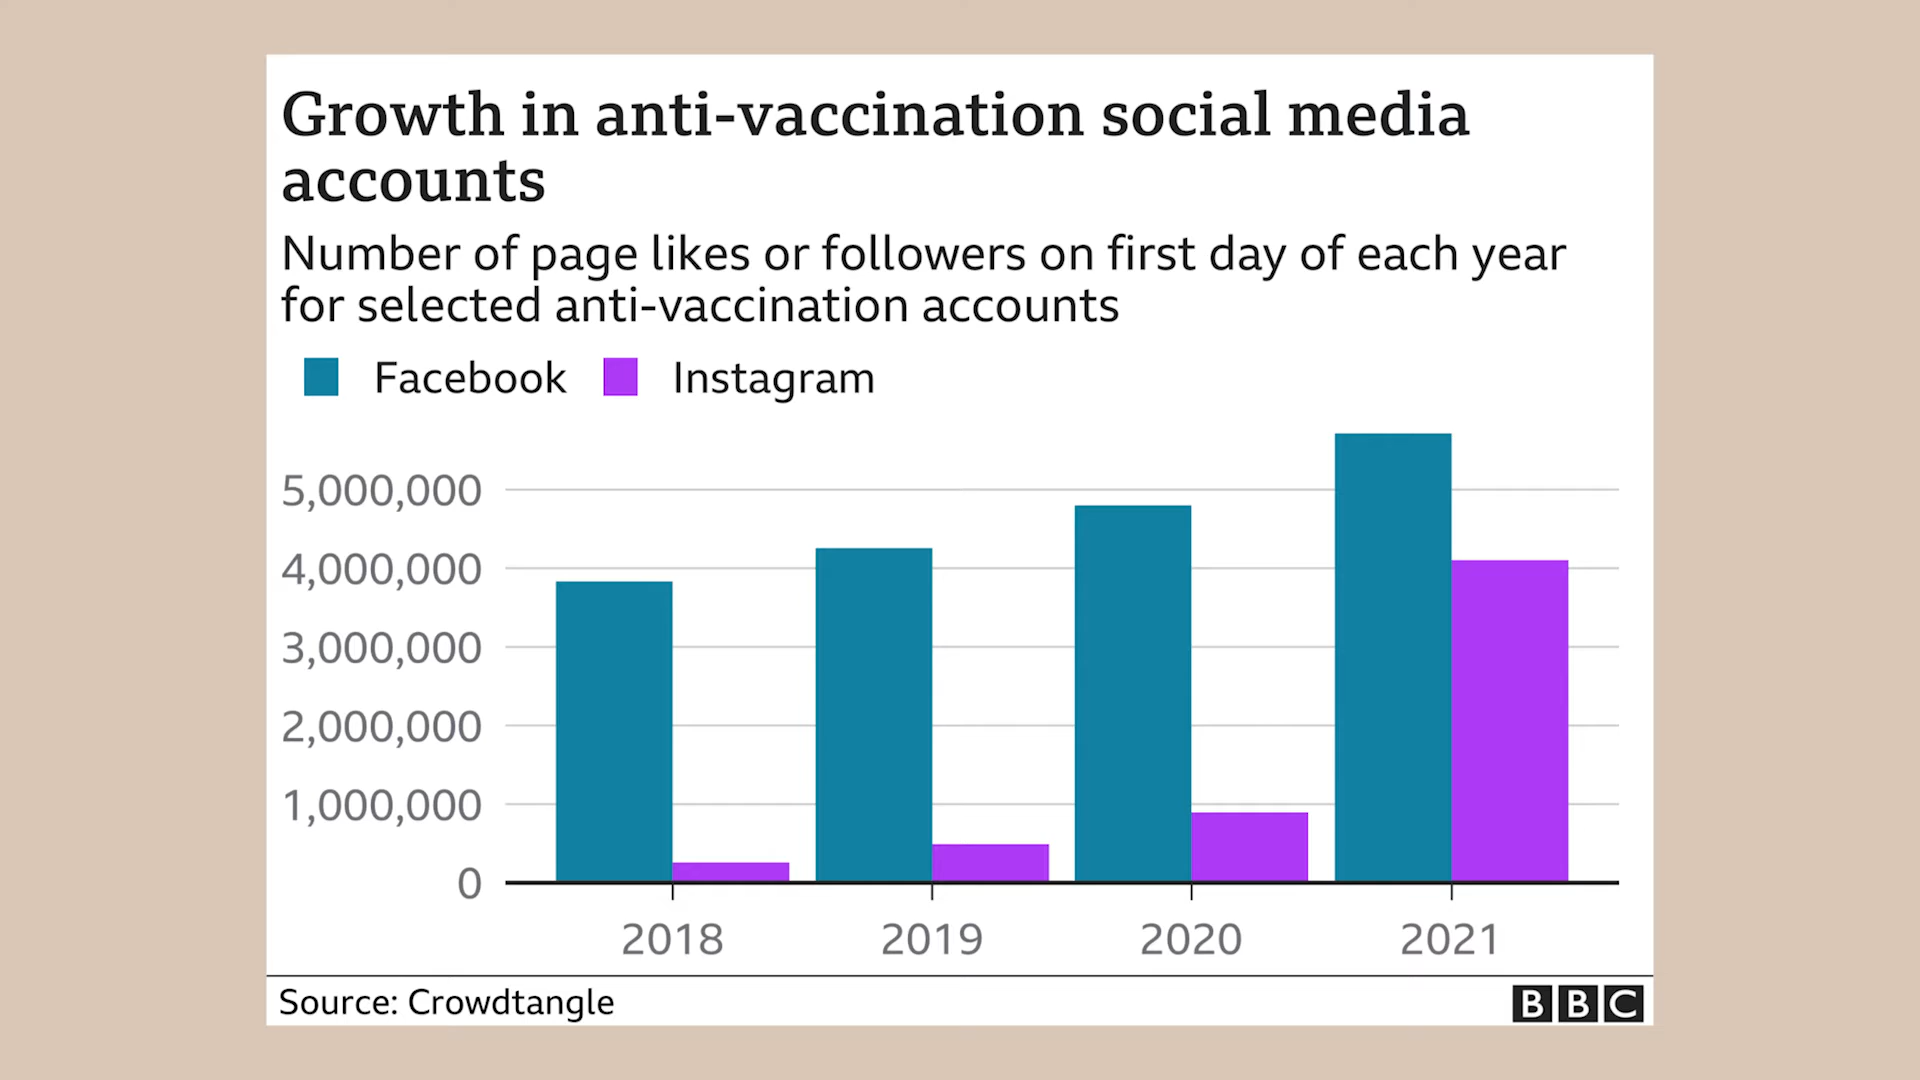 Growth in anti-vaccination social media
accounts
Number of page likes or followers on first day of each year
for selected anti-vaccination accounts
Facebook Instagram
5,000,000
4,000,000
3,000,000
2,000,000
1,000,000
0
2018 2019 2020 2021
Source: Crowdtangle BBC